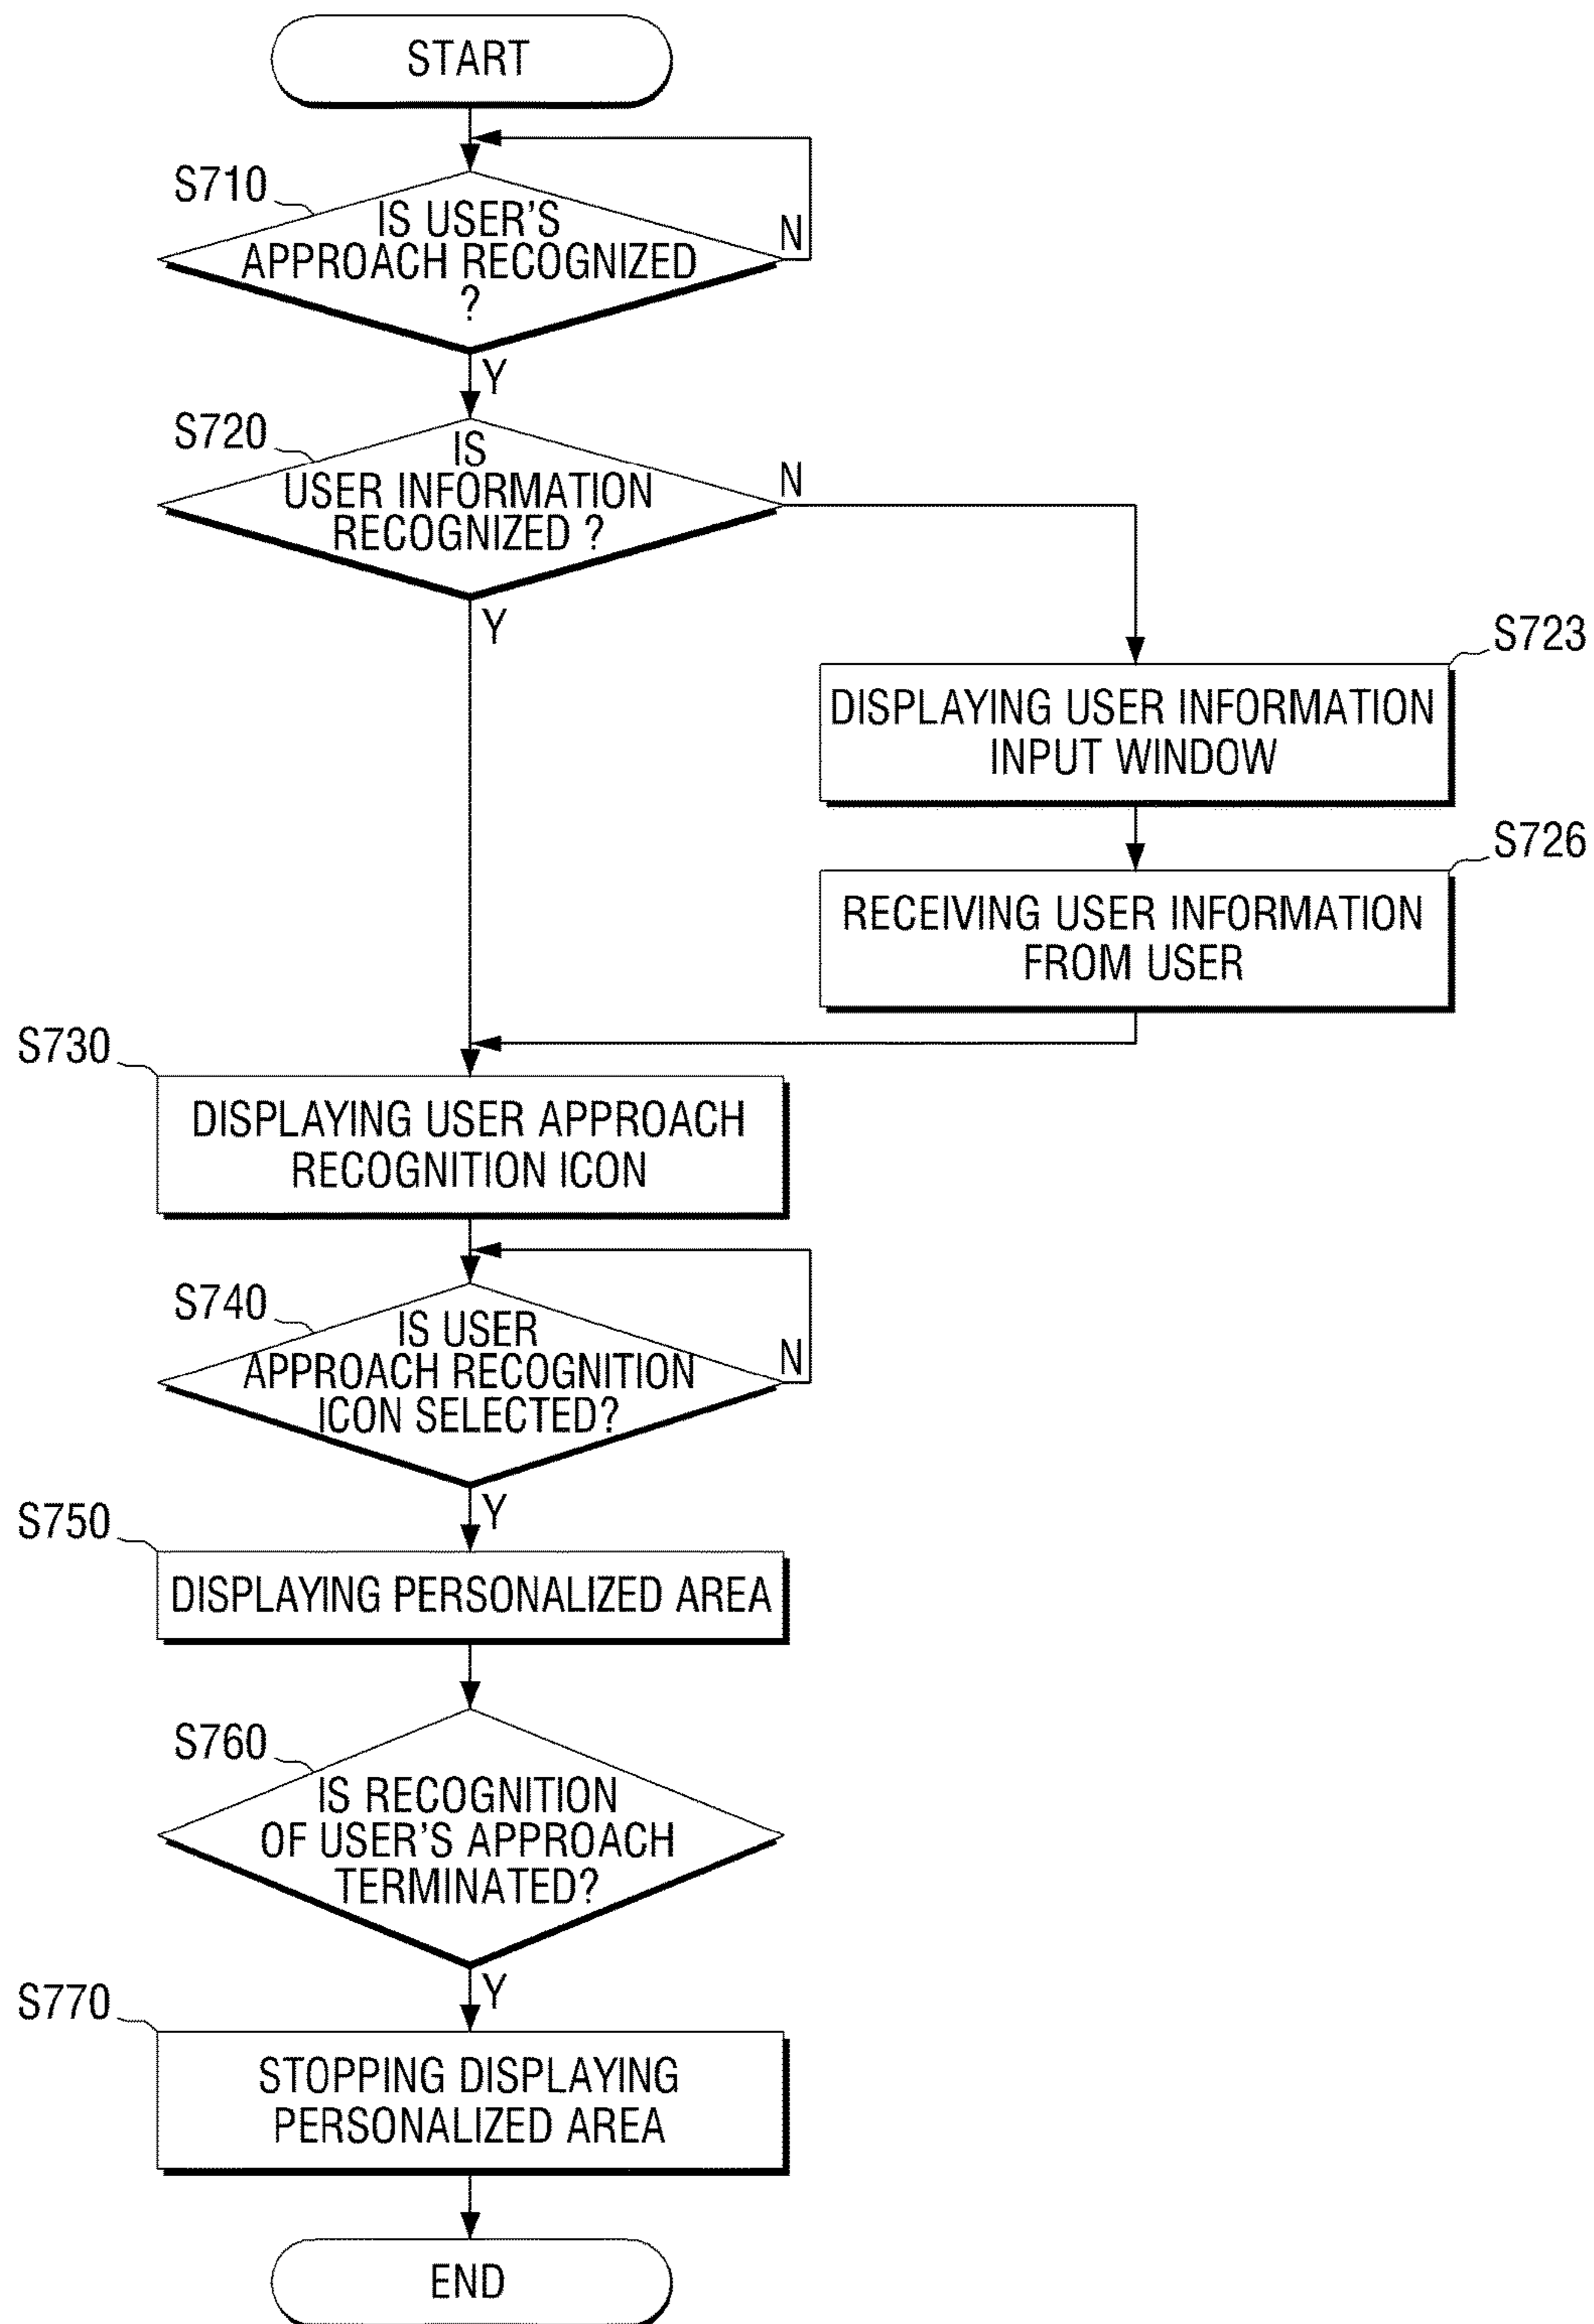 START
S710
IS USER'S
APPROACH RECOGNIZED
?
N
Y
S720
IS
USER INFORMATION
RECOGNIZED ?
N
Y
S723
DISPLAYING USER INFORMATION
INPUT WINDOW
S726
RECEIVING USER INFORMATION
FROM USER
S730
DISPLAYING USER APPROACH
RECOGNITION ICON
S740
IS USER
APPROACH RECOGNITION
ICON SELECTED?
N
Y
S750
DISPLAYING PERSONALIZED AREA
S760
IS RECOGNITION
OF USER'S APPROACH
TERMINATED?
Y
S770
STOPPING DISPLAYING
PERSONALIZED AREA
END